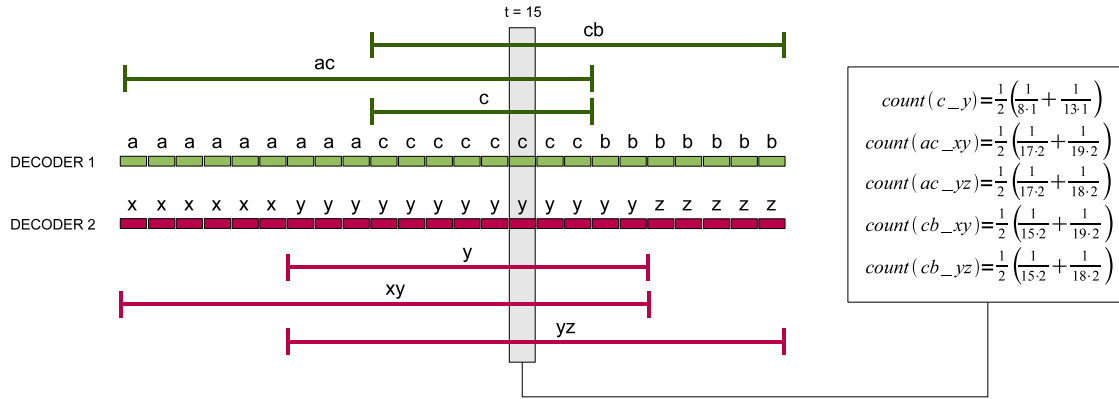 t = 15
cb
ac
c
a a a a a a a a a c c c c c c c c b b b b b b b
DECODER 1
x x x x x x y y y y y y y y y y y y y z z z z z
DECODER 2
y
xy
yz
count(c_y)=1/2(1/(8·1)+1/(13·1))
count(ac_xy)=1/2(1/(17·2)+1/(19·2))
count(ac_yz)=1/2(1/(17·2)+1/(18·2))
count(cb_xy)=1/2(1/(15·2)+1/(19·2))
count(cb_yz)=1/2(1/(15·2)+1/(18·2))